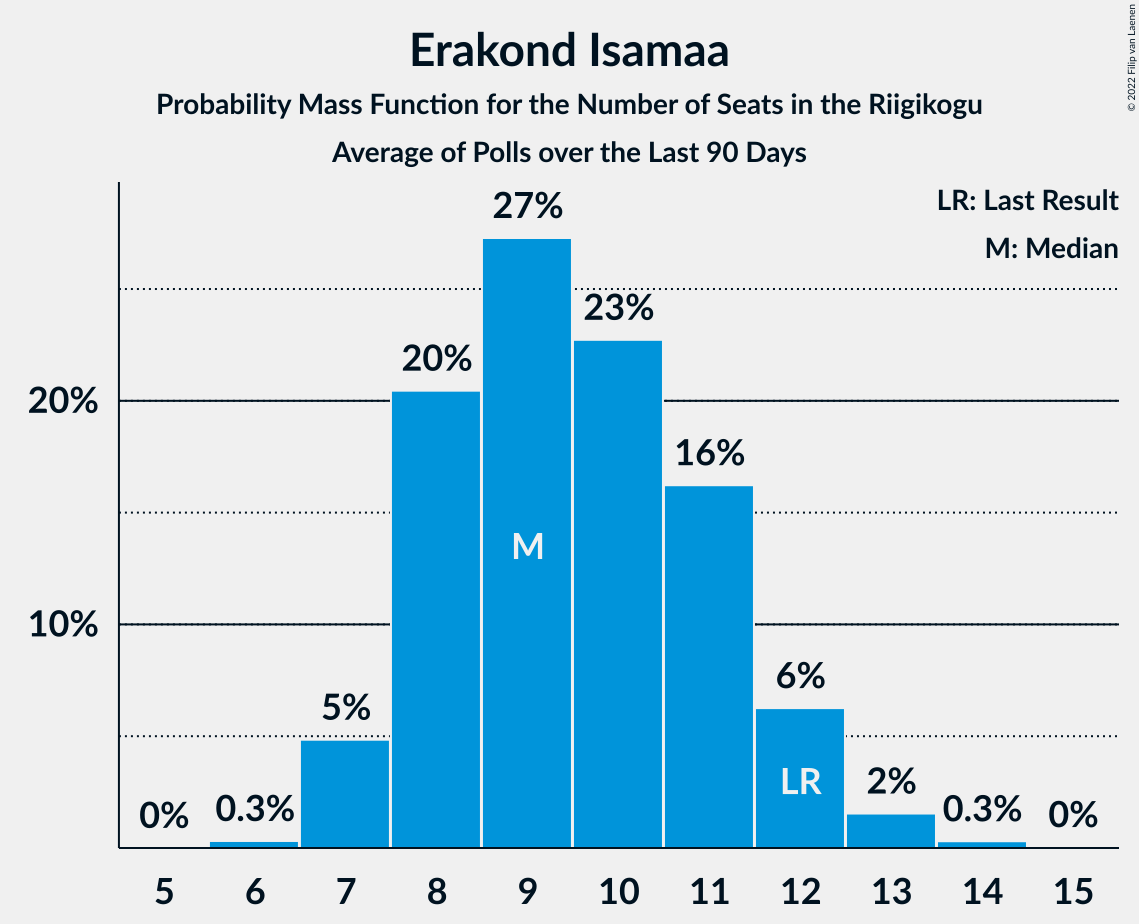 Erakond Isamaa
Probability Mass Function for the Number of Seats in the Riigikogu
Average of Polls over the Last 90 Days
© 2022 Filip van Laenen
LR: Last Result
M: Median
27%
23%
20%
20%
16%
M
10%
6%
5%
LR
2%
0%
0.3%
0.3%
0%
5 6 7 8 9 10 11 12 13 14 15